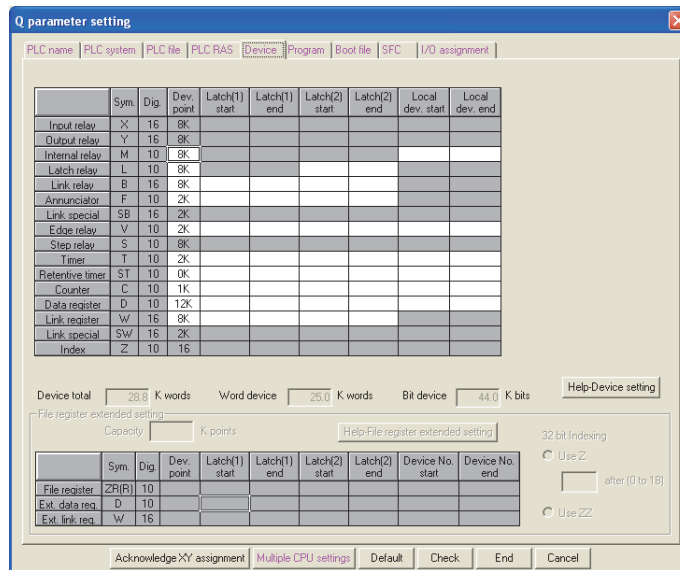 Q parameter setting
PLC name PLC system PLC file PLC RAS Device Program Boot file SFC I/O assignment
Sym. Dig. Dev. point Latch(1) start Latch(1) end Latch(2) start Latch(2) end Local dev. start Local dev. end
Input relay X 16 8K
Output relay Y 16 8K
Internal relay M 10 8K
Latch relay L 10 8K
Link relay B 16 8K
Annunciator F 10 2K
Link special SB 16 2K
Edge relay V 10 2K
Step relay S 10 8K
Timer T 10 2K
Retentive timer ST 10 0K
Counter C 10 1K
Data register D 10 12K
Link register W 16 8K
Link special SW 16 2K
Index Z 10 16
Device total 28.8 K words Word device 25.0 K words Bit device 44.0 K bits Help-Device setting
File register extended setting
Capacity K points Help-File register extended setting 32 bit Indexing
Use Z
after (0 to 18)
Use ZZ
Sym. Dig. Dev. point Latch(1) start Latch(1) end Latch(2) start Latch(2) end Device No. start Device No. end
File register ZR(R) 10
Ext. data reg. D 10
Ext. link reg. W 16
Acknowledge XY assignment Multiple CPU settings Default Check End Cancel